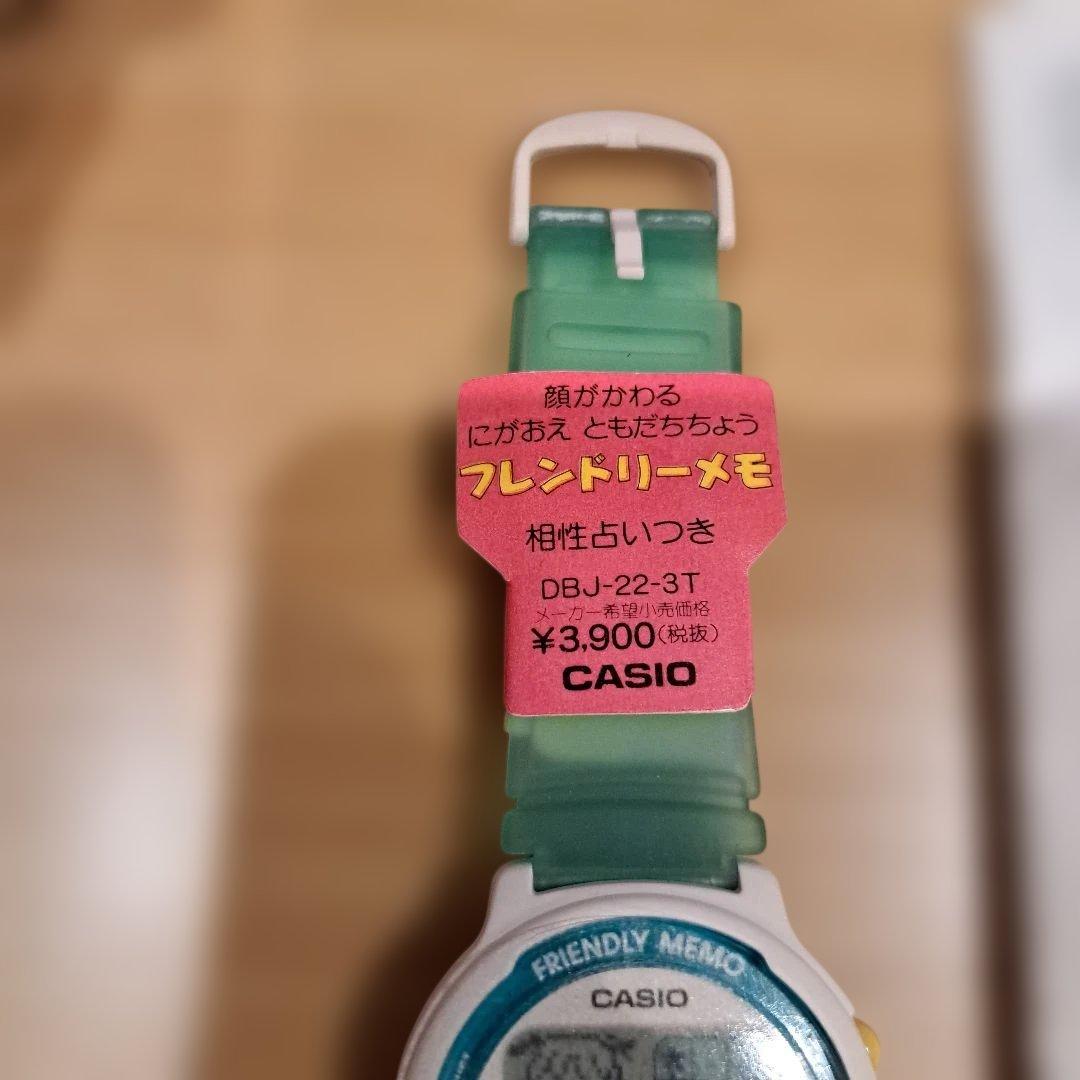 顔がかわる
にがおえ ともだちちょう
フレンドリーメモ
相性占いつき
DBJ-22-3T
メーカー希望小売価格
¥3,900(税抜)
CASIO
FRIENDLY MEMO
CASIO